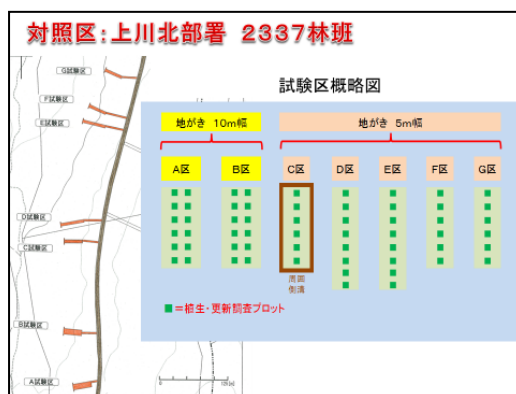 対照区：上川北部署 2337林班
試験区概略図
地がき 10m幅
地がき 5m幅
A区
B区
C区
D区
E区
F区
G区
周囲
側溝
■＝植生・更新調査プロット
G試験区
F試験区
E試験区
D試験区
C試験区
B試験区
A試験区
0